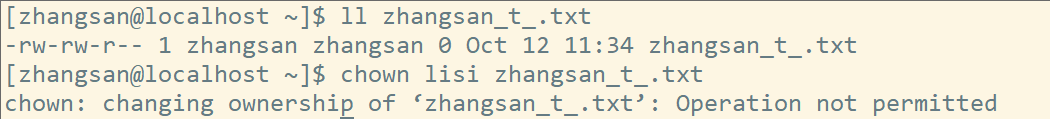 [zhangsan@localhost ~]$ ll zhangsan_t_.txt
-rw-rw-r-- 1 zhangsan zhangsan 0 Oct 12 11:34 zhangsan_t_.txt
[zhangsan@localhost ~]$ chown lisi zhangsan_t_.txt
chown: changing ownership of ‘zhangsan_t_.txt’: Operation not permitted